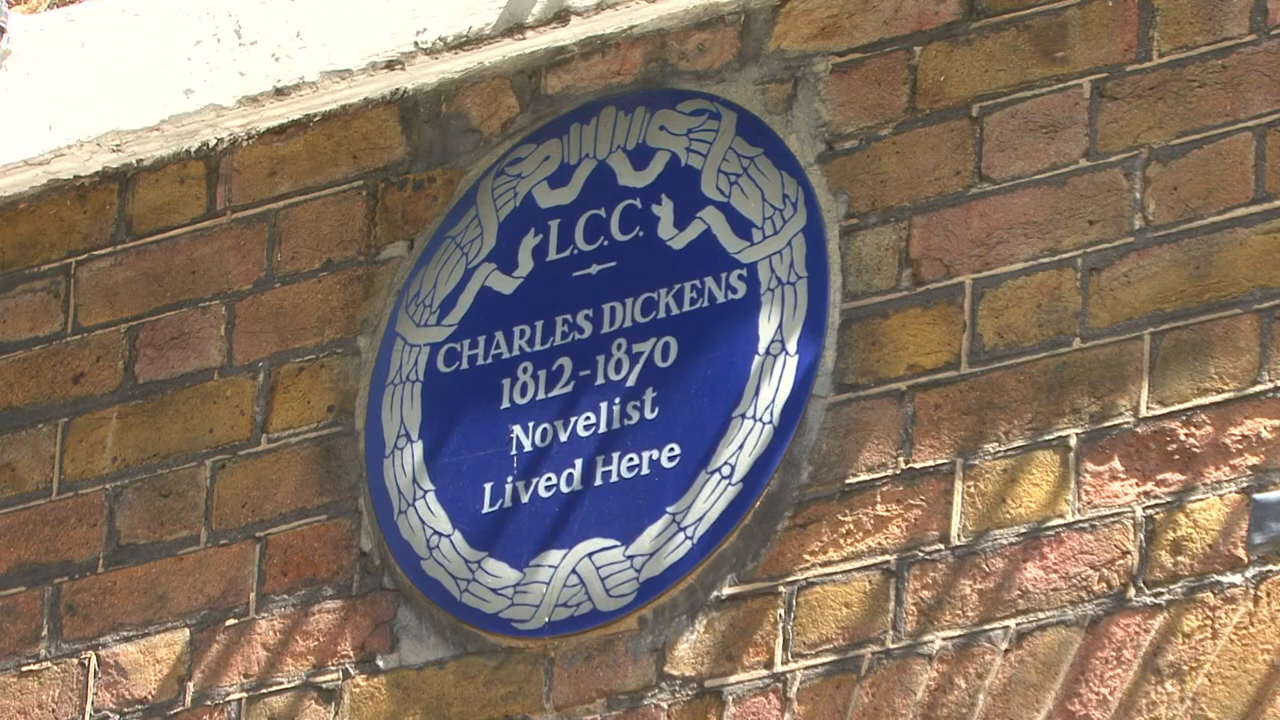 L.C.C.
CHARLES DICKENS
1812-1870
Novelist
Lived Here